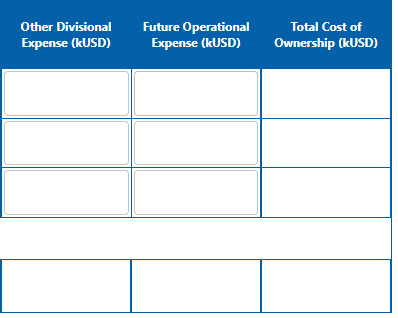 Other Divisional
Expense (kUSD)
Future Operational
Expense (kUSD)
Total Cost of
Ownership (kUSD)